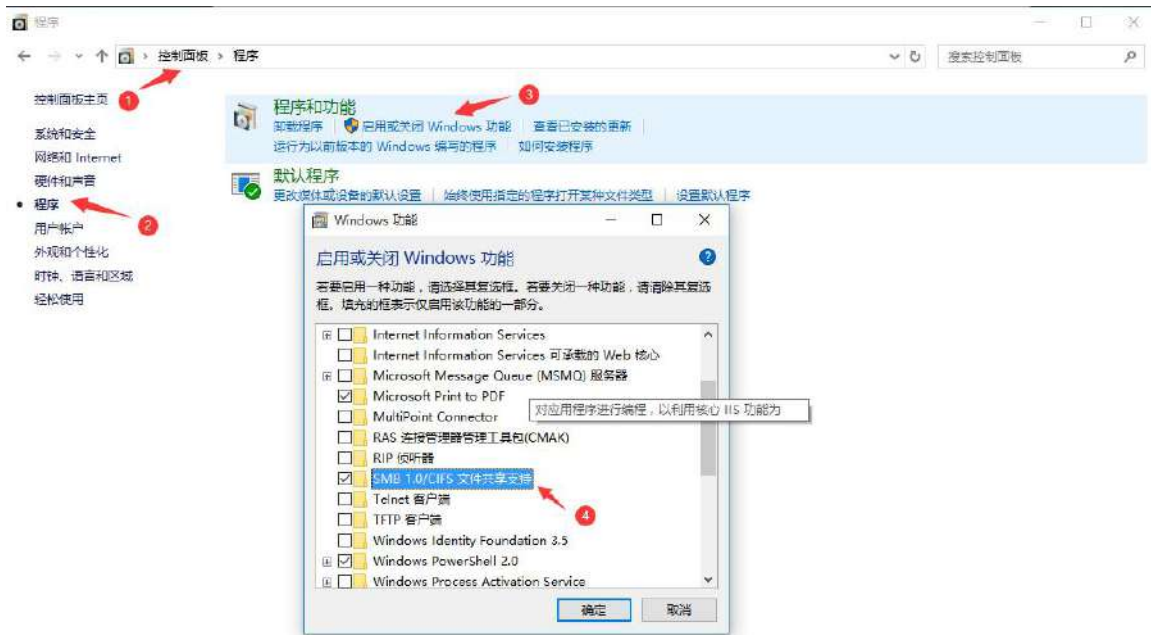 程序
控制面板 › 程序
搜索控制面板
控制面板主页
1
系统和安全
网络和 Internet
硬件和声音
程序
2
用户帐户
外观和个性化
时钟、语言和区域
轻松使用
程序和功能
3
卸载程序 启用或关闭 Windows 功能 查看已安装的更新
运行为以前版本的 Windows 编写的程序 如何安装程序
默认程序
更改媒体或设备的默认设置 始终使用指定的程序打开某种文件类型 设置默认程序
Windows 功能
启用或关闭 Windows 功能
若要启用一种功能，请选择其复选框。若要关闭一种功能，请清除其复选
框。填充的框表示仅启用该功能的一部分。
Internet Information Services
Internet Information Services 可承载的 Web 核心
Microsoft Message Queue (MSMQ) 服务器
Microsoft Print to PDF
对应用程序进行编程，以利用核心 IIS 功能为
MultiPoint Connector
RAS 连接管理器管理工具包(CMAK)
RIP 侦听器
SMB 1.0/CIFS 文件共享支持
Telnet 客户端
4
TFTP 客户端
Windows Identity Foundation 3.5
Windows PowerShell 2.0
Windows Process Activation Service
确定 取消